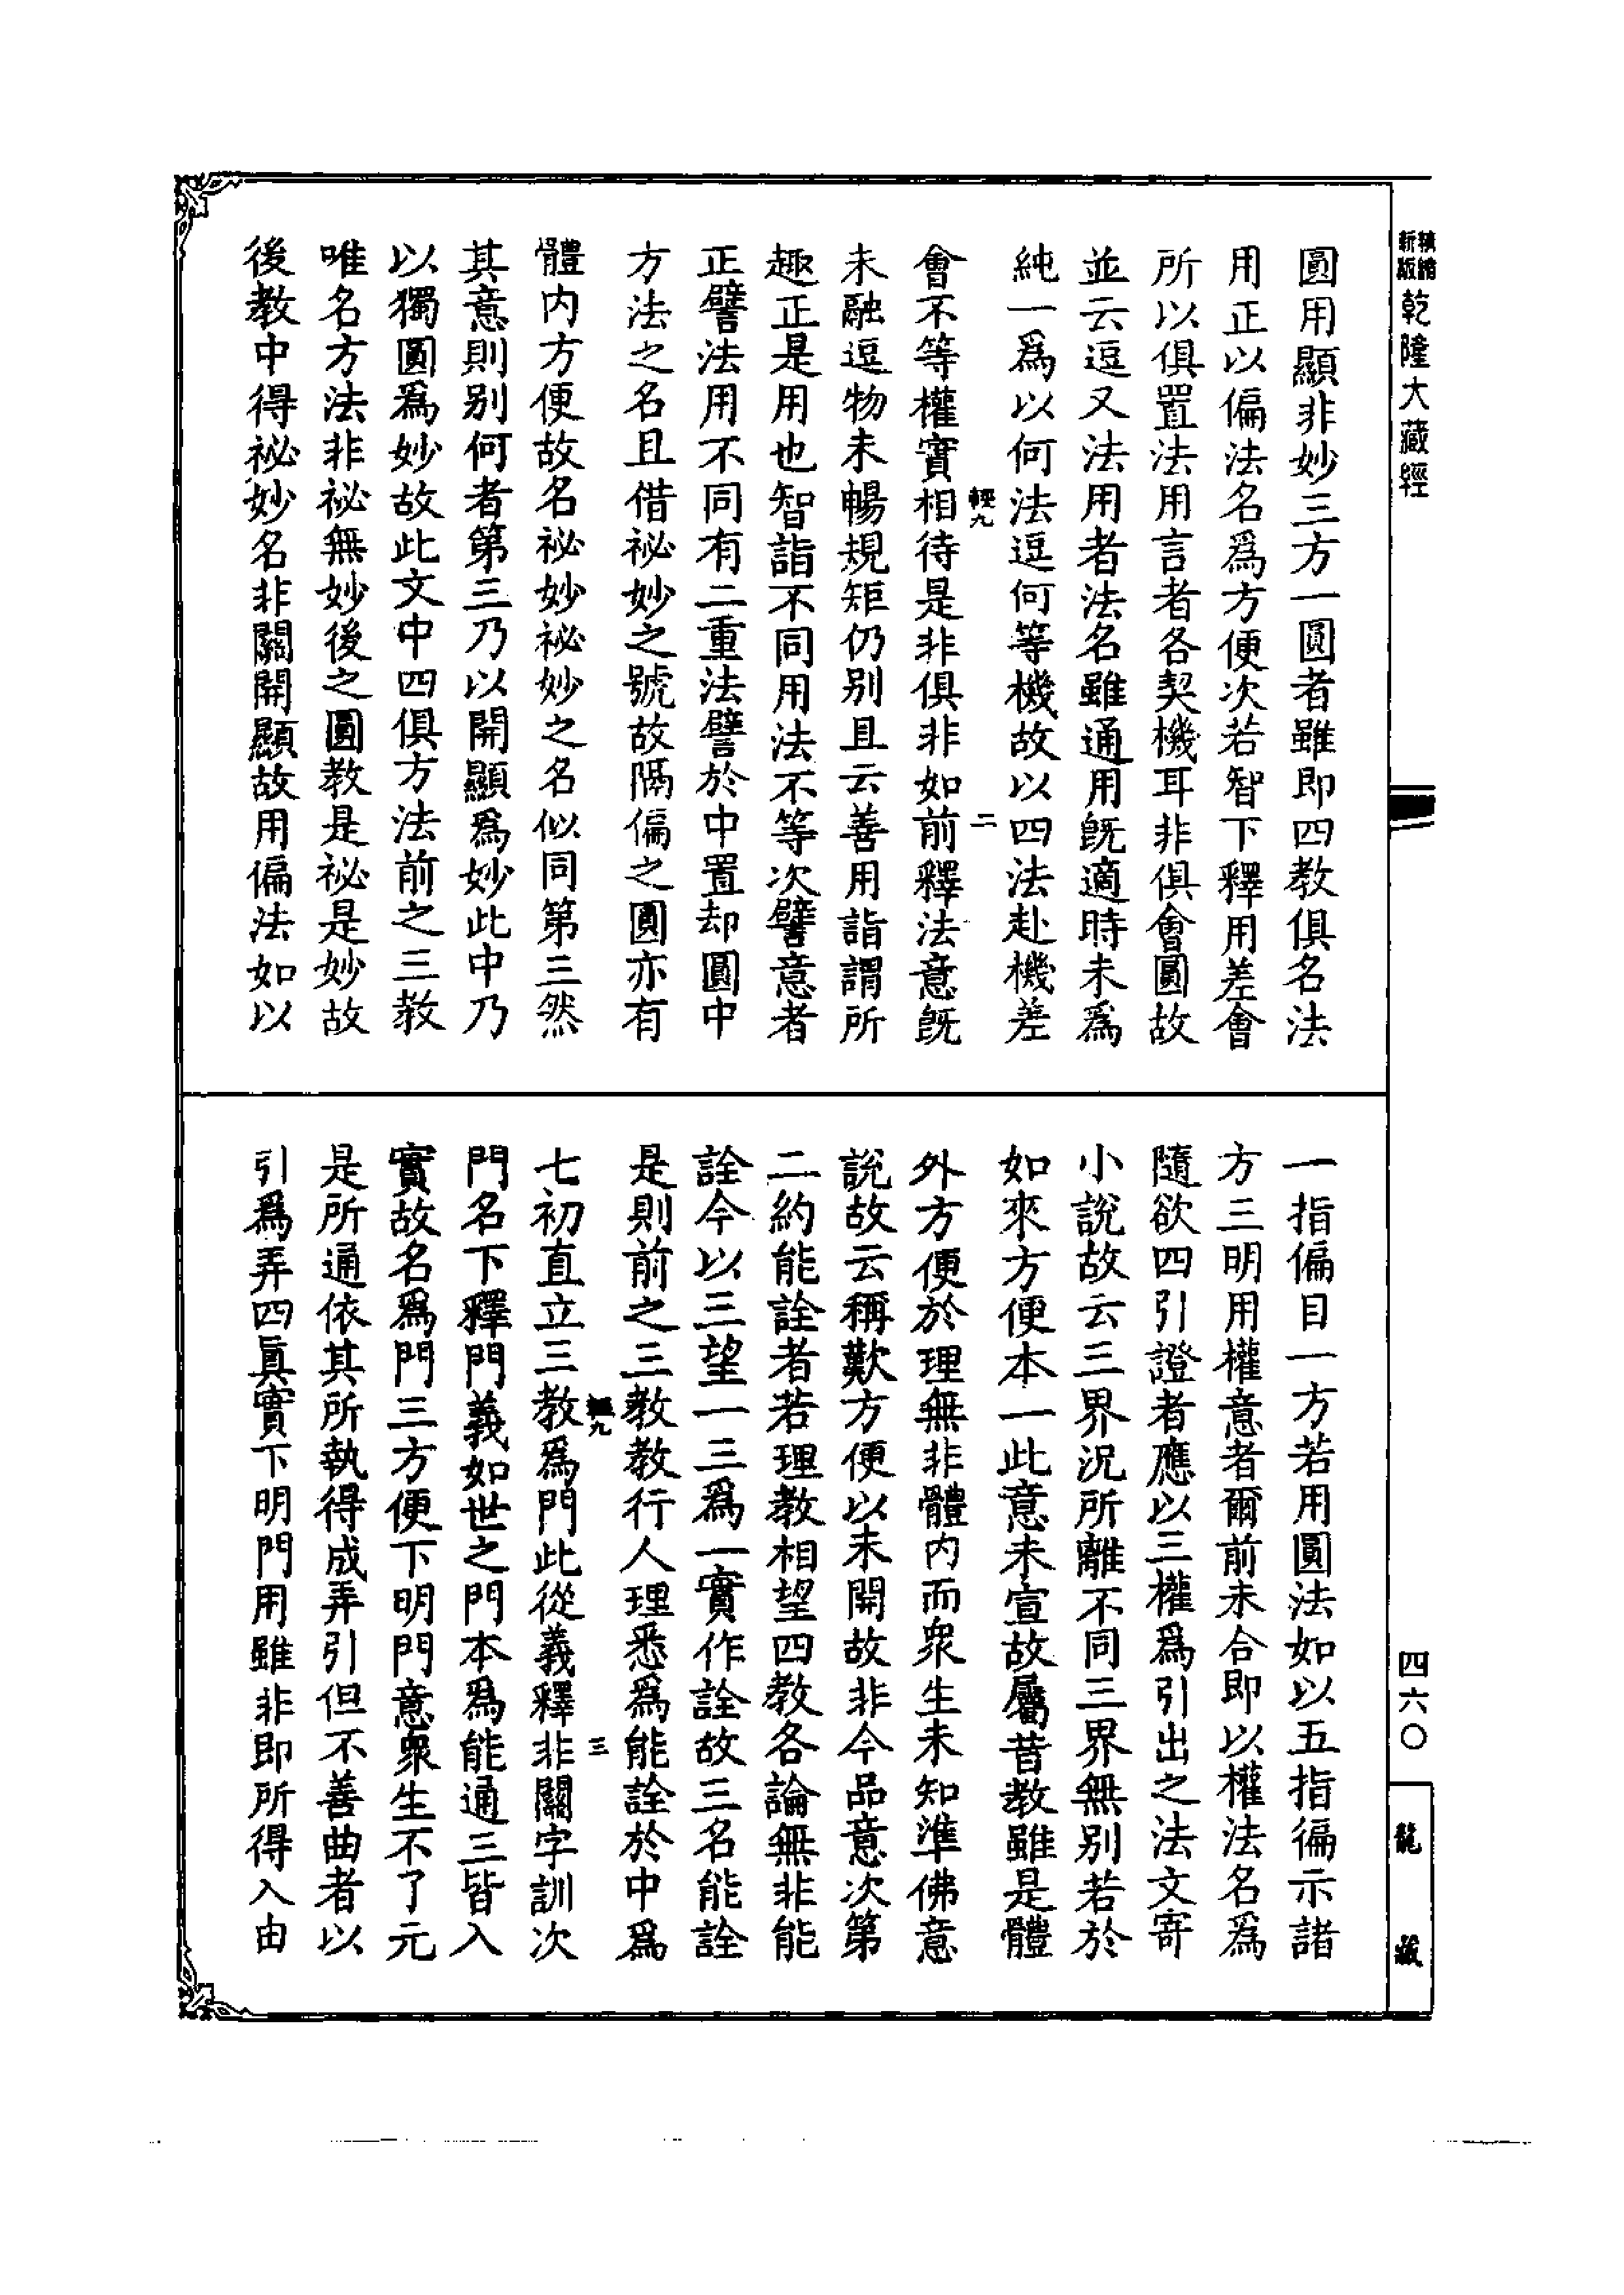 新版精繪乾隆大藏經
圓用顯非妙三方一圓者雖即四教俱名法
用正以偏法名爲方便次若智下釋用差會
所以俱置法用言者各契機耳非俱會圓故
並云逗又法用者法名雖通用既適時未爲
純一爲以何法逗何等機故以四法赴機差
會不等權實相待是非俱非如前釋法意既
未融逗物未暢規矩仍别且云善用詣謂所
趣正是用也智詣不同用法不等次譬意者
正譬法用不同有二重法譬於中置却圓中
方法之名且借祕妙之號故隔偏之圓亦有
體内方便故名祕妙祕妙之名似同第三然
其意則别何者第三乃以開顯爲妙此中乃
以獨圓爲妙故此文中四俱方法前之三教
唯名方法非祕無妙後之圓教是祕是妙故
後教中得祕妙名非關開顯故用偏法如以
二
一指偏目一方若用圓法如以五指徧示諸
方三明用權意者爾前未合即以權法名爲
隨欲四引證者應以三權爲引出之法文寄
小說故云三界況所離不同三界無别若於
如來方便本一此意未宣故屬昔教雖是體
外方便於理無非體内而衆生未知準佛意
說故云稱歎方便以未開故非今品意次第
二約能詮者若理教相望四教各論無非能
詮今以三望一三爲一實作詮故三名能詮
是則前之三教教行人理悉爲能詮於中爲
七初直立三教爲門此從義釋非關字訓次
門名下釋門義如世之門本爲能通三皆入
實故名爲門三方便下明門意衆生不了元
是所通依其所執得成弄引但不善曲者以
引爲弄四眞實下明門用雖非即所得入由
三
四六〇
龍藏